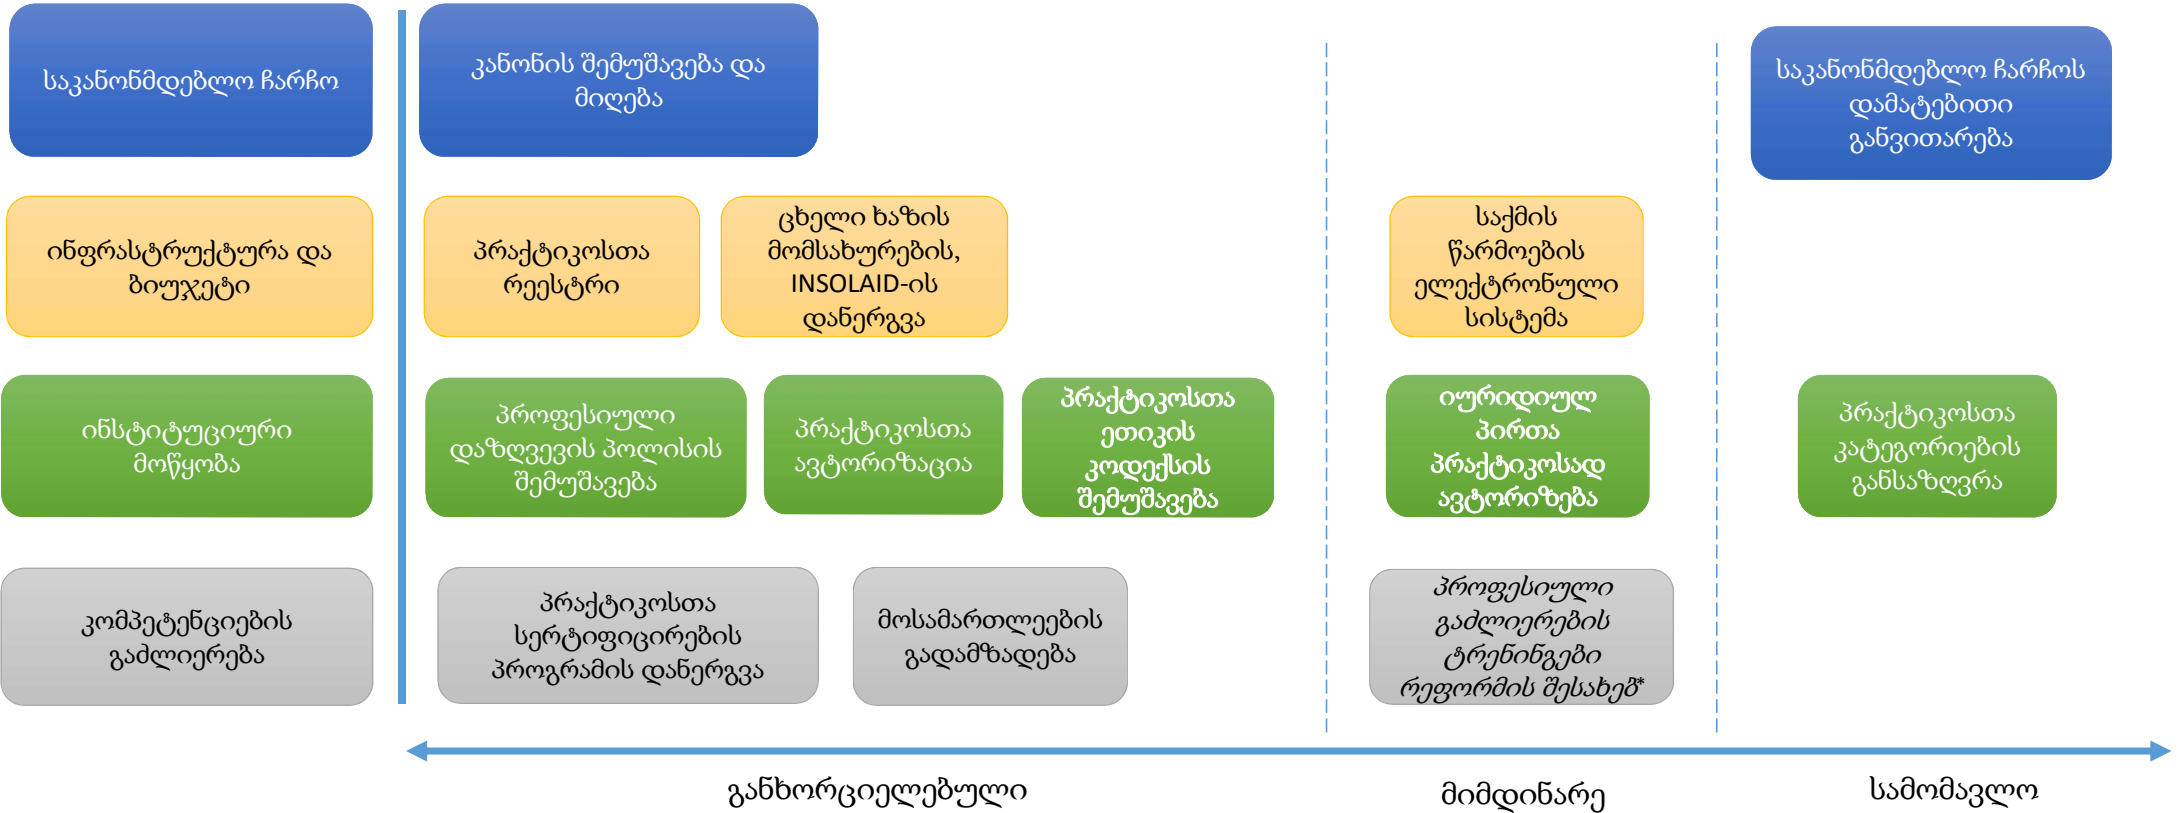 საკანონმდებლო ჩარჩო
კანონის შემუშავება და
მიღება
საკანონმდებლო ჩარჩოს
დამატებითი
განვითარება
ინფრასტრუქტურა და
ბიუჯეტი
პრაქტიკოსთა
რეესტრი
ცხელი ხაზის
მომსახურების,
INSOLAID-ის
დანერგვა
საქმის
წარმოების
ელექტრონული
სისტემა
ინსტიტუციური
მოწყობა
პროფესიული
დაზღვევის პოლისის
შემუშავება
პრაქტიკოსთა
ავტორიზაცია
პრაქტიკოსთა
ეთიკის
კოდექსის
შემუშავება
იურიდიულ
პირთა
პრაქტიკოსად
ავტორიზება
პრაქტიკოსთა
კატეგორიების
განსაზღვრა
კომპეტენციების
გაძლიერება
პრაქტიკოსთა
სერტიფიცირების
პროგრამის დანერგვა
მოსამართლეების
გადამზადება
პროფესიული
გაძლიერების
ტრენინგები
რეფორმის შესახებ*
განხორციელებული
მიმდინარე
სამომავლო